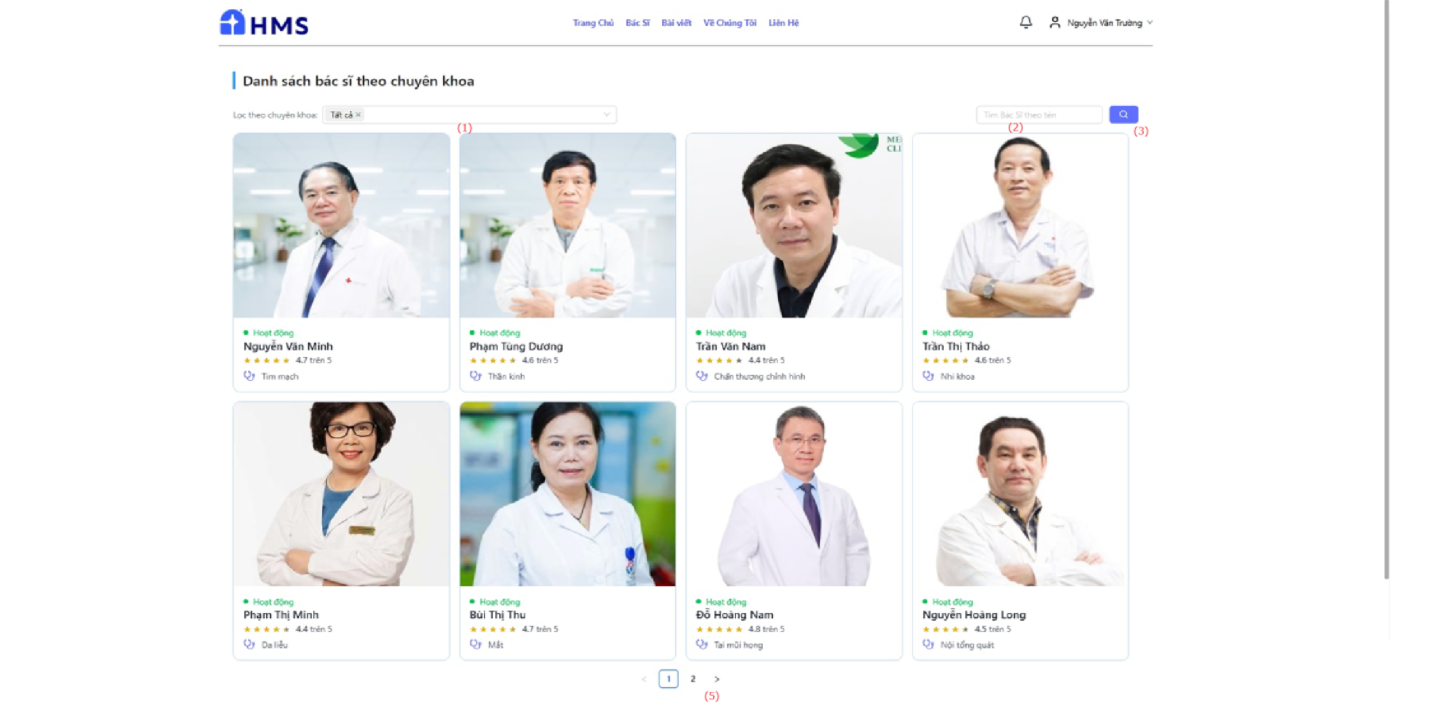 HMS
Trang Chủ Bác Sĩ Bài viết Về Chúng Tôi Liên Hệ
Nguyễn Văn Trường
Danh sách bác sĩ theo chuyên khoa
Lọc theo chuyên khoa: Tất cả ×
Tìm Bác Sĩ theo tên
(1)
(2)
(3)
Hoạt động
Nguyễn Văn Minh
4.7 trên 5
Tim mạch
Hoạt động
Phạm Tùng Dương
4.6 trên 5
Thần kinh
Hoạt động
Trần Văn Nam
4.4 trên 5
Chấn thương chỉnh hình
Hoạt động
Trần Thị Thảo
4.6 trên 5
Nhi khoa
Hoạt động
Phạm Thị Minh
4.4 trên 5
Da liễu
Hoạt động
Bùi Thị Thu
4.7 trên 5
Mắt
Hoạt động
Đỗ Hoàng Nam
4.8 trên 5
Tai mũi họng
Hoạt động
Nguyễn Hoàng Long
4.5 trên 5
Nội tổng quát
< 1 2 >
(5)